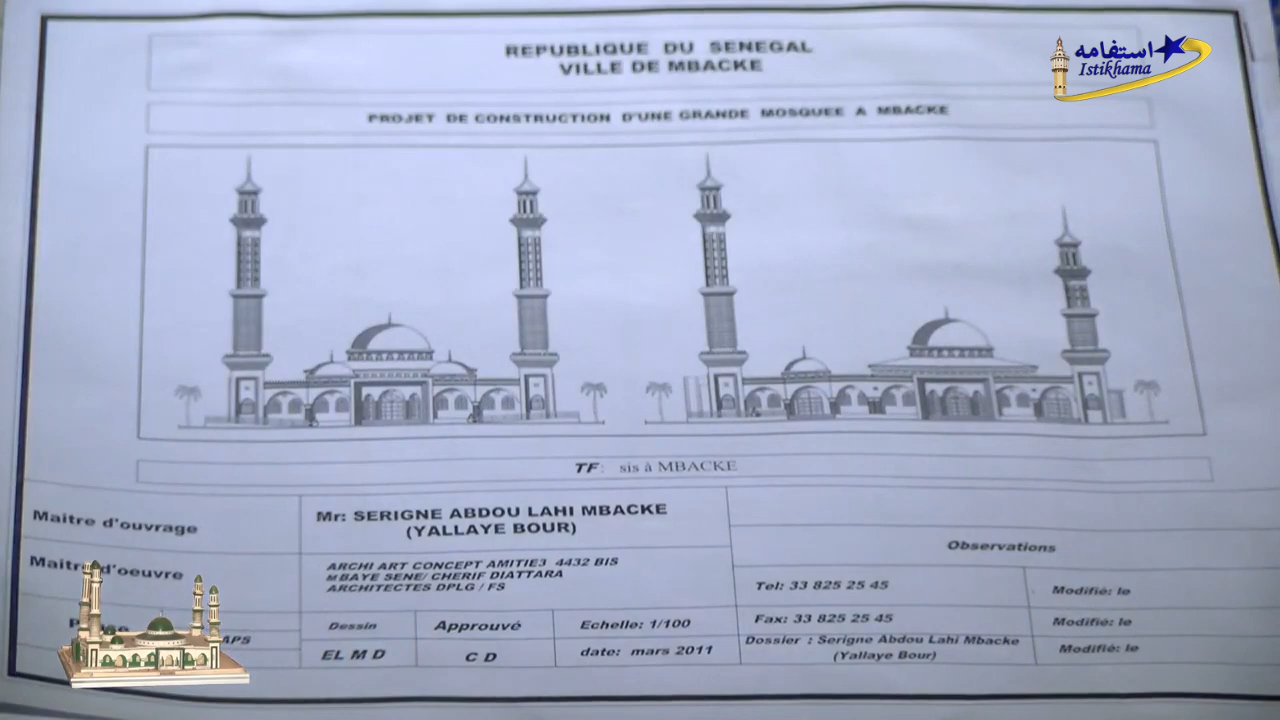 REPUBLIQUE DU SENEGAL
VILLE DE MBACKE
استقامه
Istikhama
PROJET DE CONSTRUCTION D'UNE GRANDE MOSQUEE A MBACKE
TF: sis à MBACKE
Maitre d'ouvrage
Mr: SERIGNE ABDOU LAHI MBACKE
(YALLAYE BOUR)
Observations
Maitre d'oeuvre
ARCHI ART CONCEPT AMITIE3 4432 BIS
MBAYE SENE/ CHERIF DIATTARA
ARCHITECTES DPLG / FS
Tel: 33 825 25 45
Modifié: le
Dessin
Approuvé
Echelle: 1/100
Fax: 33 825 25 45
Modifié: le
APS
EL M D
C D
date: mars 2011
Dossier : Serigne Abdou Lahi Mbacke
(Yallaye Bour)
Modifié: le